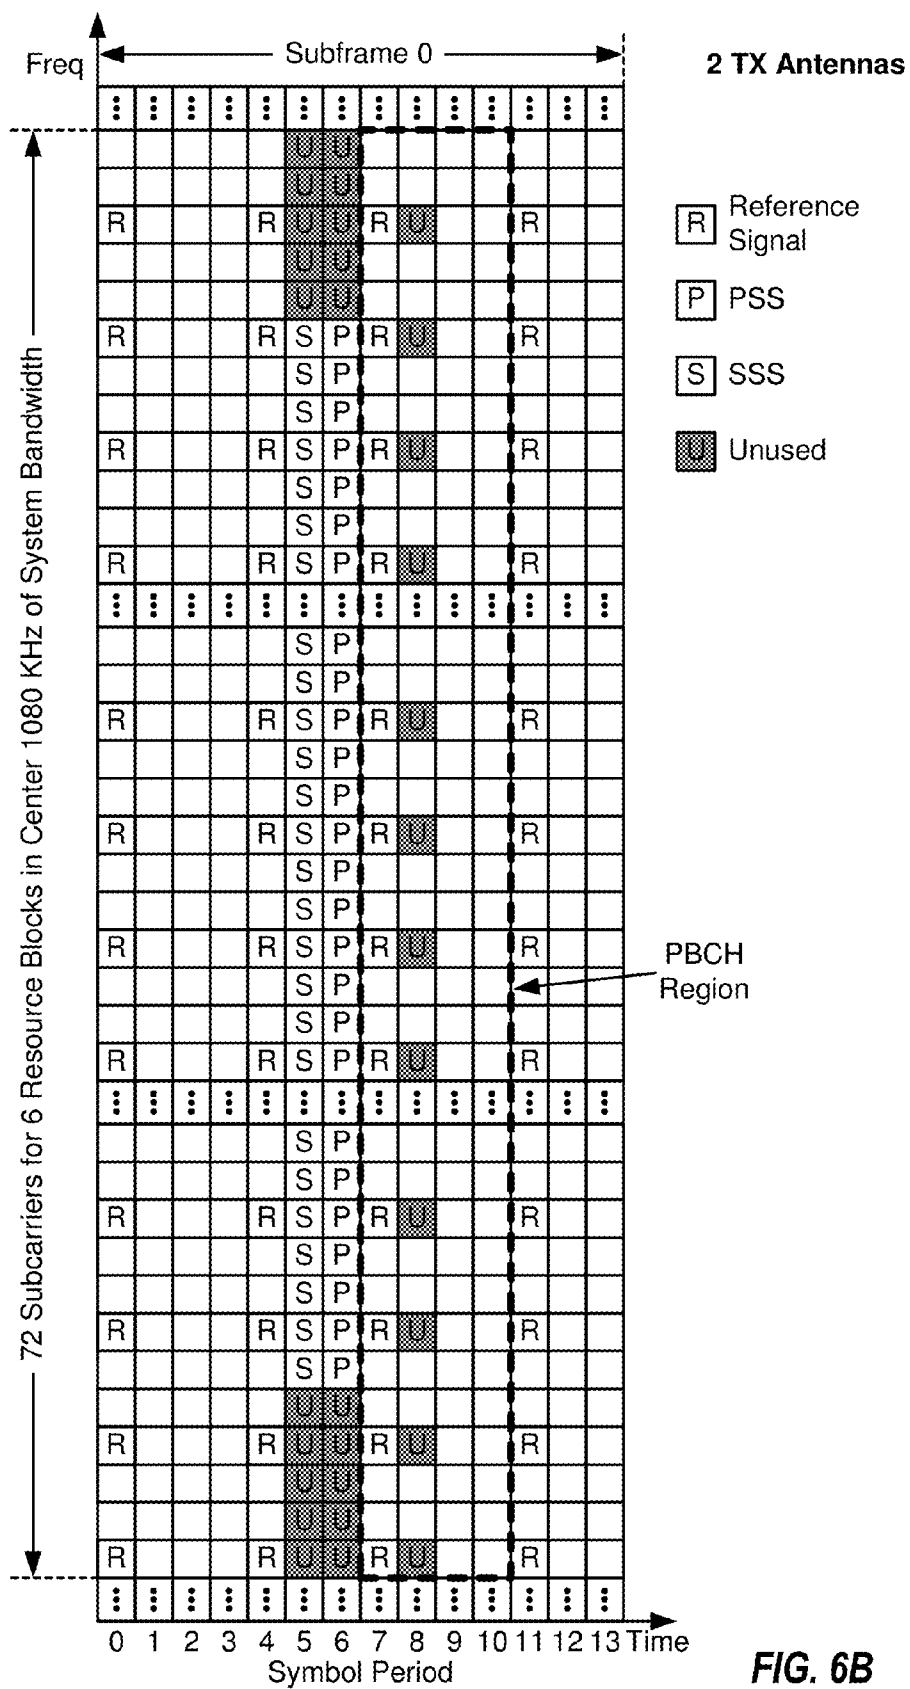 Subframe 0
Freq
2 TX Antennas
R Reference
Signal
P PSS
S SSS
U Unused
72 Subcarriers for 6 Resource Blocks in Center 1080 KHz of System Bandwidth
U U
U U
R R U U R U R
U U
U U
R R S P R U R
S P
S P
R R S P R U R
S P
S P
R R S P R U R
S P
S P
R R S P R U R
S P
S P
R R S P R U R
S P
S P
R R S P R U R
S P
S P
R R S P R U R
S P
S P
R R S P R U R
S P
S P
R R S P R U R
S P
U U
R R U U R U R
U U
U U
R R U U R U R
PBCH
Region
0 1 2 3 4 5 6 7 8 9 10 11 12 13 Time
Symbol Period
FIG. 6B